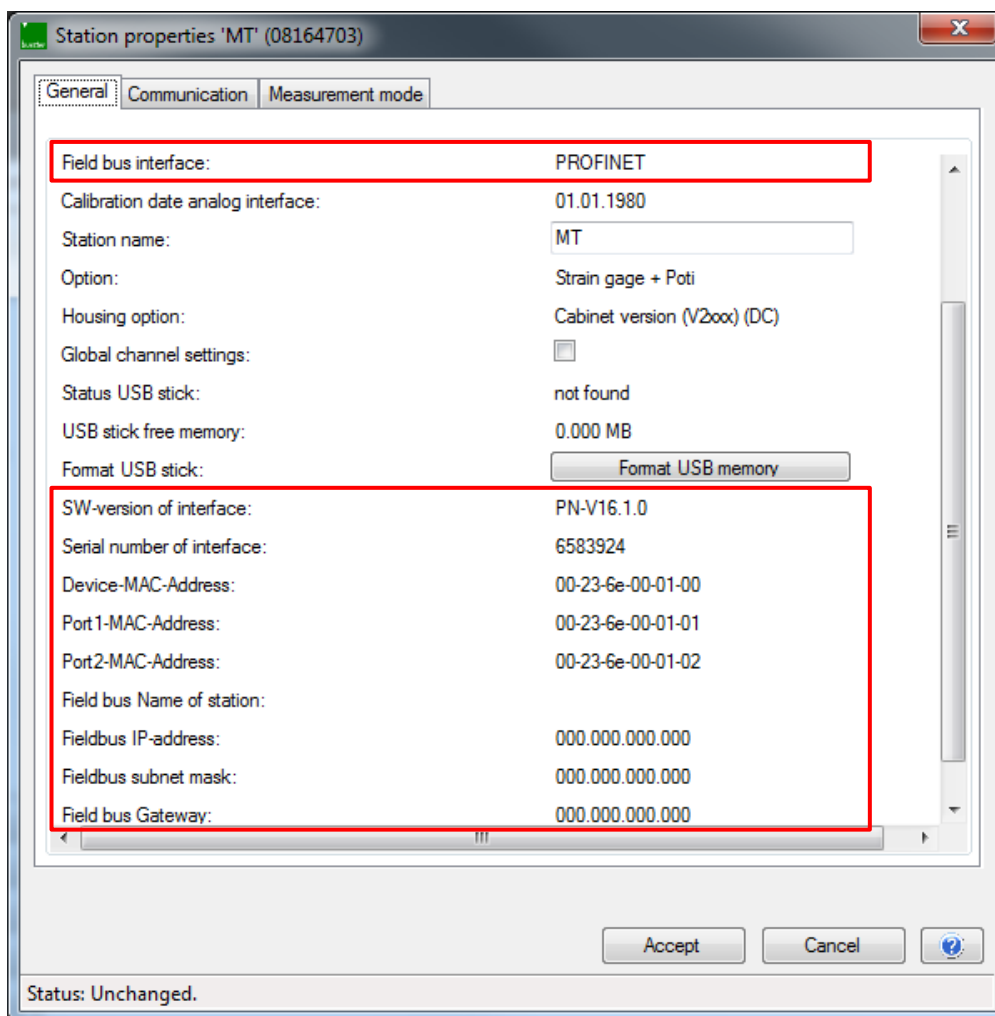 Station properties 'MT' (08164703)
General Communication Measurement mode
Field bus interface: PROFINET
Calibration date analog interface: 01.01.1980
Station name: MT
Option: Strain gage + Poti
Housing option: Cabinet version (V2xxx) (DC)
Global channel settings:
Status USB stick: not found
USB stick free memory: 0.000 MB
Format USB stick: Format USB memory
SW-version of interface: PN-V16.1.0
Serial number of interface: 6583924
Device-MAC-Address: 00-23-6e-00-01-00
Port1-MAC-Address: 00-23-6e-00-01-01
Port2-MAC-Address: 00-23-6e-00-01-02
Field bus Name of station:
Fieldbus IP-address: 000.000.000.000
Fieldbus subnet mask: 000.000.000.000
Field bus Gateway: 000.000.000.000
Accept Cancel ?
Status: Unchanged.